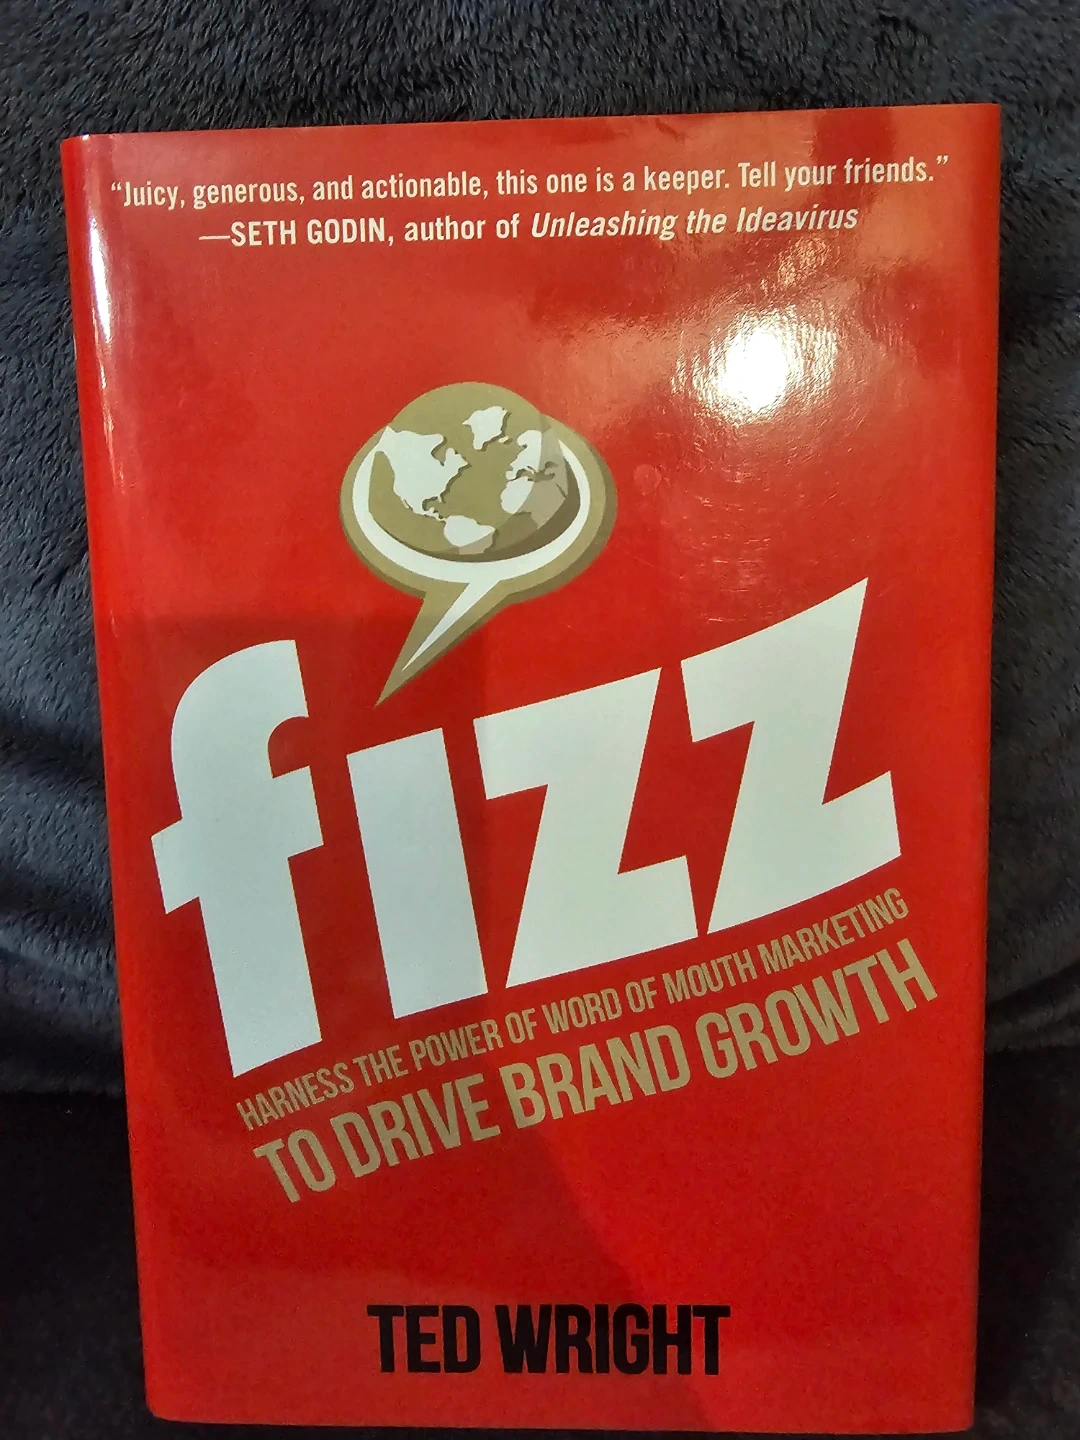 “Juicy, generous, and actionable, this one is a keeper. Tell your friends.”
—SETH GODIN, author of Unleashing the Ideavirus
fizz
HARNESS THE POWER OF WORD OF MOUTH MARKETING
TO DRIVE BRAND GROWTH
TED WRIGHT